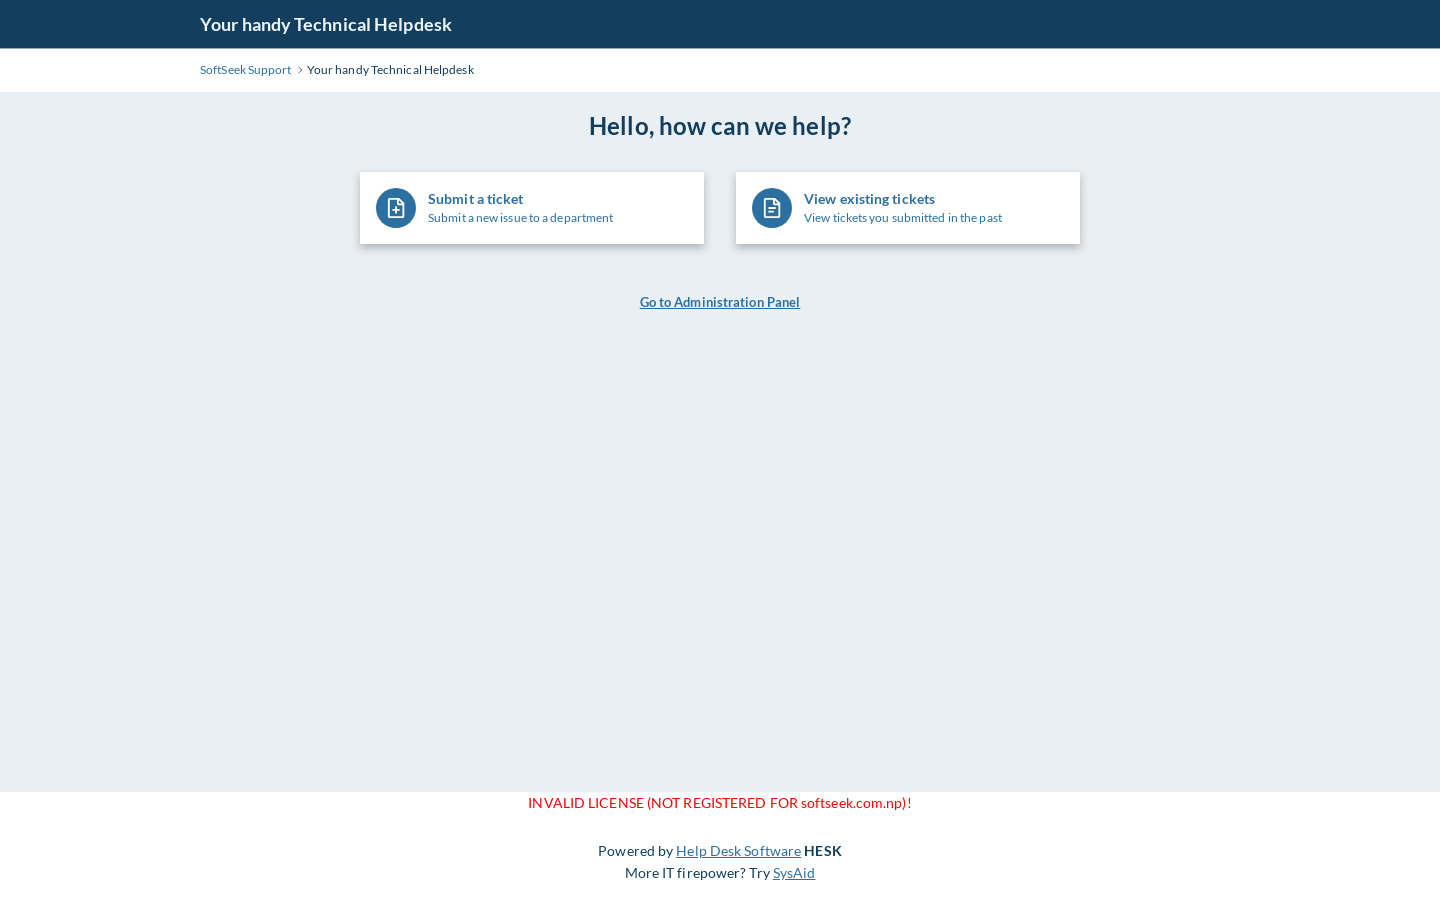 Your handy Technical Helpdesk
SoftSeek Support > Your handy Technical Helpdesk
Hello, how can we help?
Submit a ticket
Submit a new issue to a department
View existing tickets
View tickets you submitted in the past
Go to Administration Panel
INVALID LICENSE (NOT REGISTERED FOR softseek.com.np)!
Powered by Help Desk Software HESK
More IT firepower? Try SysAid